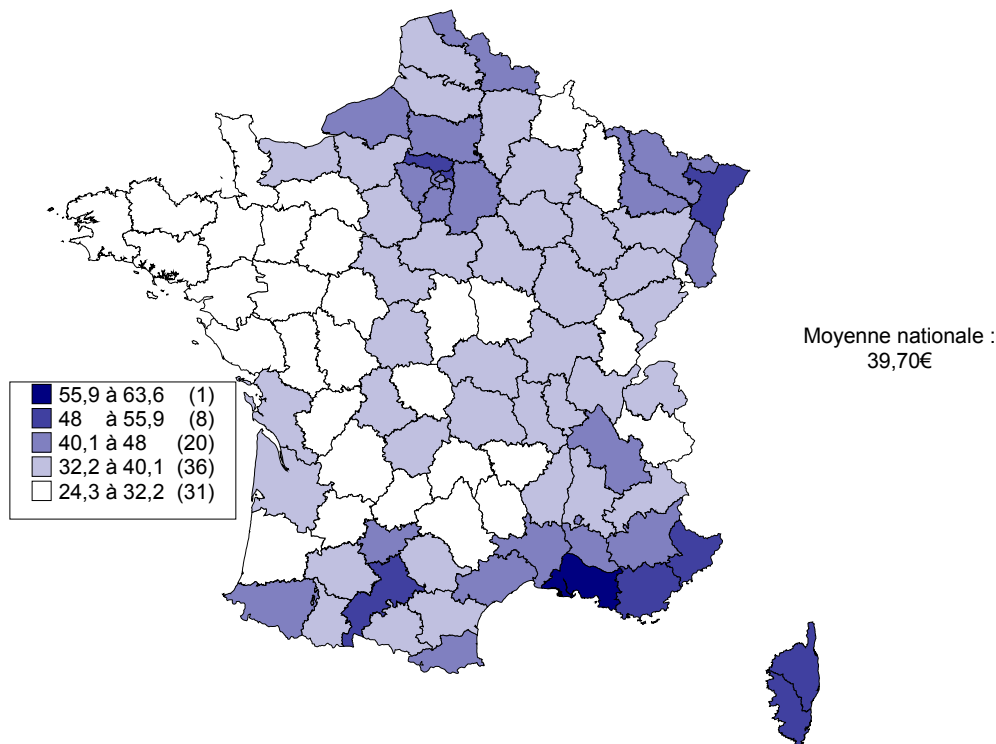 Moyenne nationale :
39,70€
55,9 à 63,6 (1)
48 à 55,9 (8)
40,1 à 48 (20)
32,2 à 40,1 (36)
24,3 à 32,2 (31)